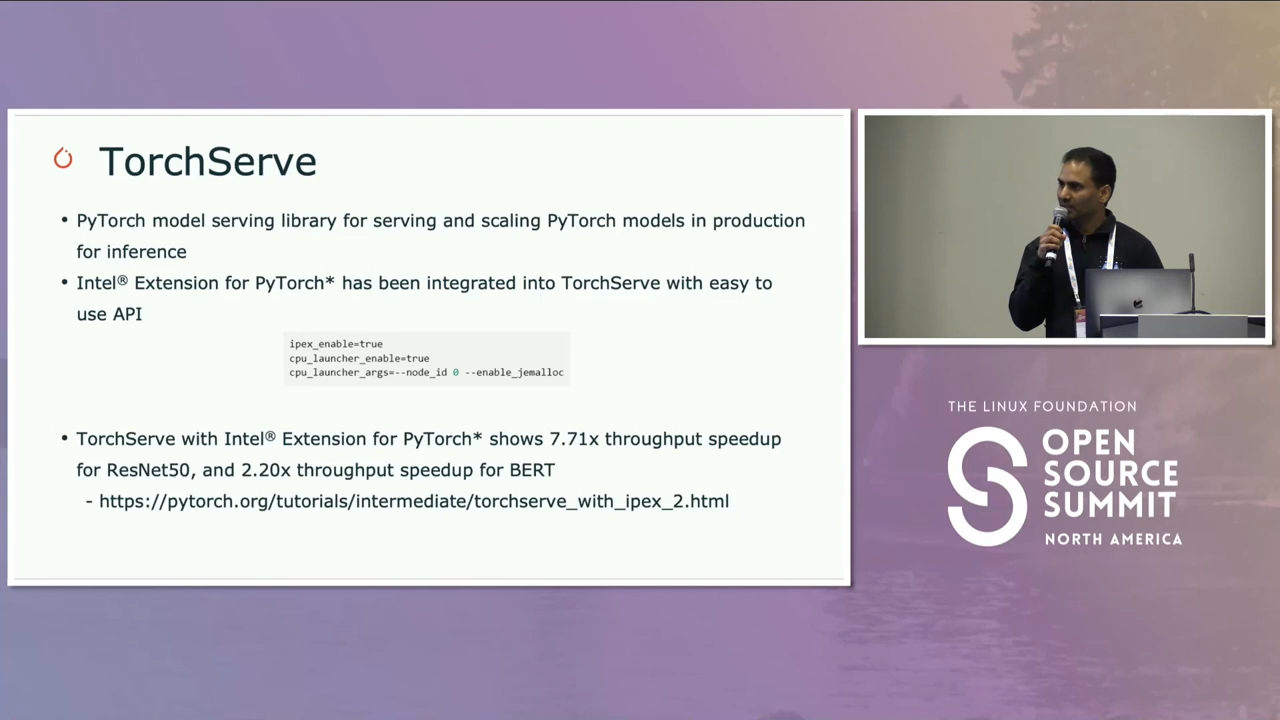 TorchServe
• PyTorch model serving library for serving and scaling PyTorch models in production
for inference
• Intel® Extension for PyTorch* has been integrated into TorchServe with easy to
use API
ipex_enable=true
cpu_launcher_enable=true
cpu_launcher_args=--node_id 0 --enable_jemalloc
• TorchServe with Intel® Extension for PyTorch* shows 7.71x throughput speedup
for ResNet50, and 2.20x throughput speedup for BERT
- https://pytorch.org/tutorials/intermediate/torchserve_with_ipex_2.html
THE LINUX FOUNDATION
OPEN
SOURCE
SUMMIT
NORTH AMERICA